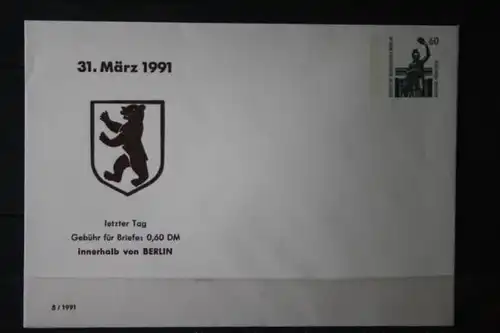 31. März 1991
60
letzter Tag
Gebühr für Briefe: 0,60 DM
innerhalb von BERLIN
8/1991